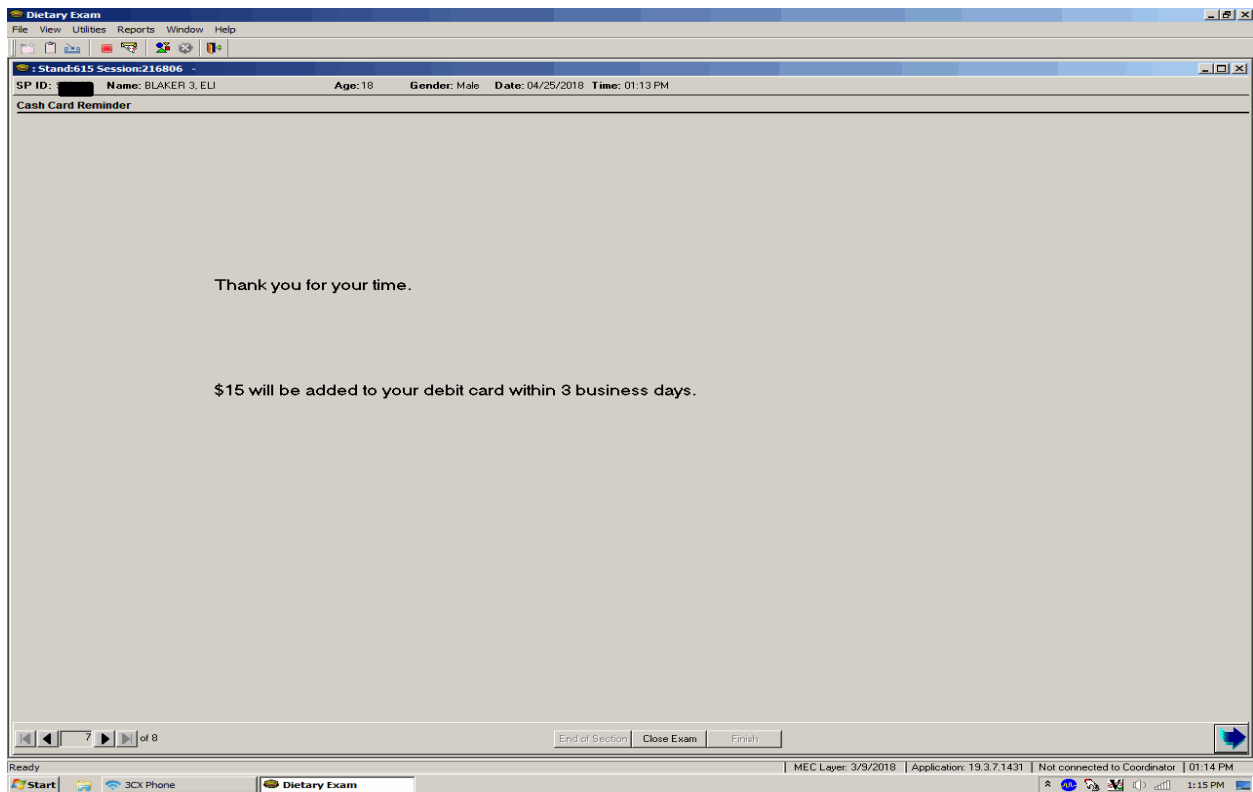 Dietary Exam
File View Utilities Reports Window Help
: Stand:615 Session:216806 -
SP ID: Name: BLAKER 3, ELI Age: 18 Gender: Male Date: 04/25/2018 Time: 01:13 PM
Cash Card Reminder
Thank you for your time.
$15 will be added to your debit card within 3 business days.
7 of 8 End of Section Close Exam Finish
Ready MEC Layer: 3/9/2018 Application: 19.3.7.1431 Not connected to Coordinator 01:14 PM
Start 3CX Phone Dietary Exam 1:15 PM